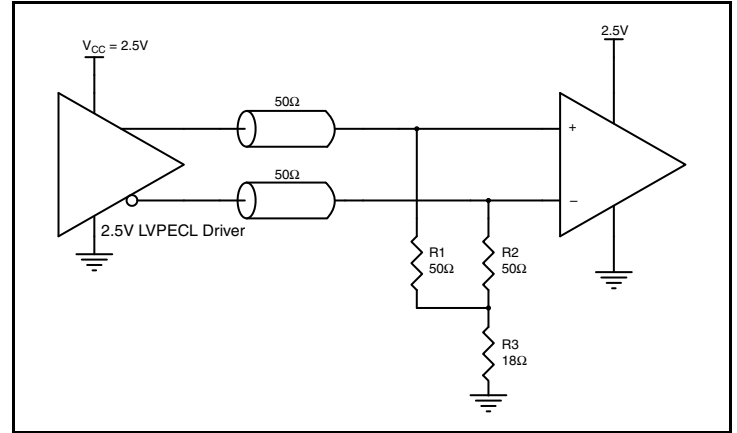 2.5V
V_CC = 2.5V
50Ω
+
50Ω
−
2.5V LVPECL Driver
R1
50Ω
R2
50Ω
R3
18Ω